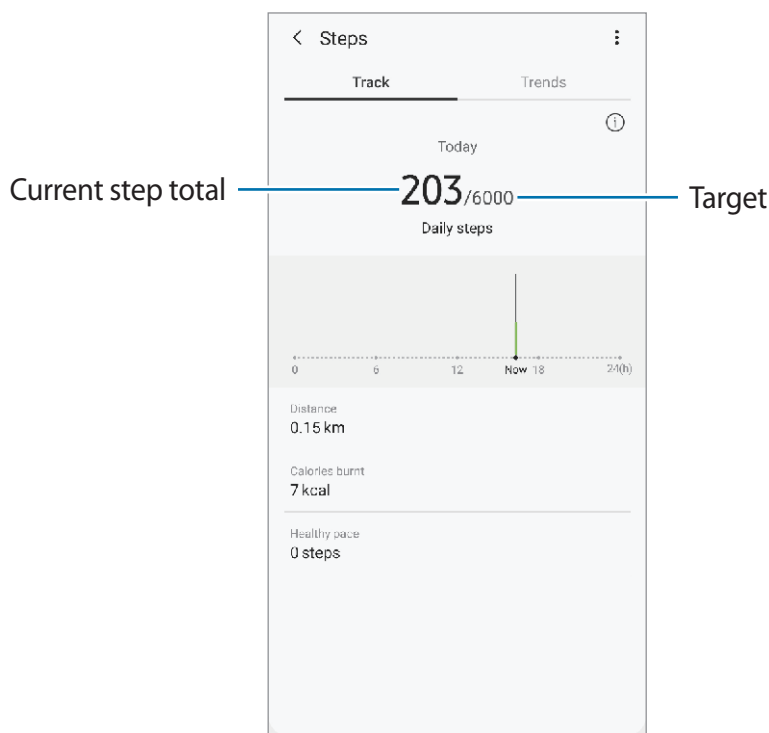 Steps
Track Trends
Today
Current step total 203/6000 Target
Daily steps
0 6 12 Now 18 24(h)
Distance
0.15 km
Calories burnt
7 kcal
Healthy pace
0 steps